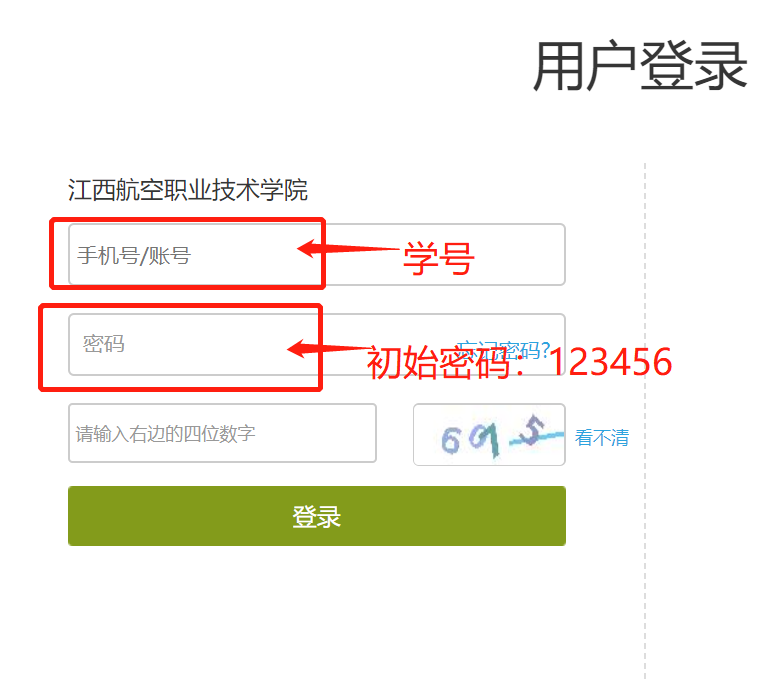 用户登录
江西航空职业技术学院
手机号/账号
学号
密码
忘记密码?
初始密码：123456
请输入右边的四位数字
看不清
登录